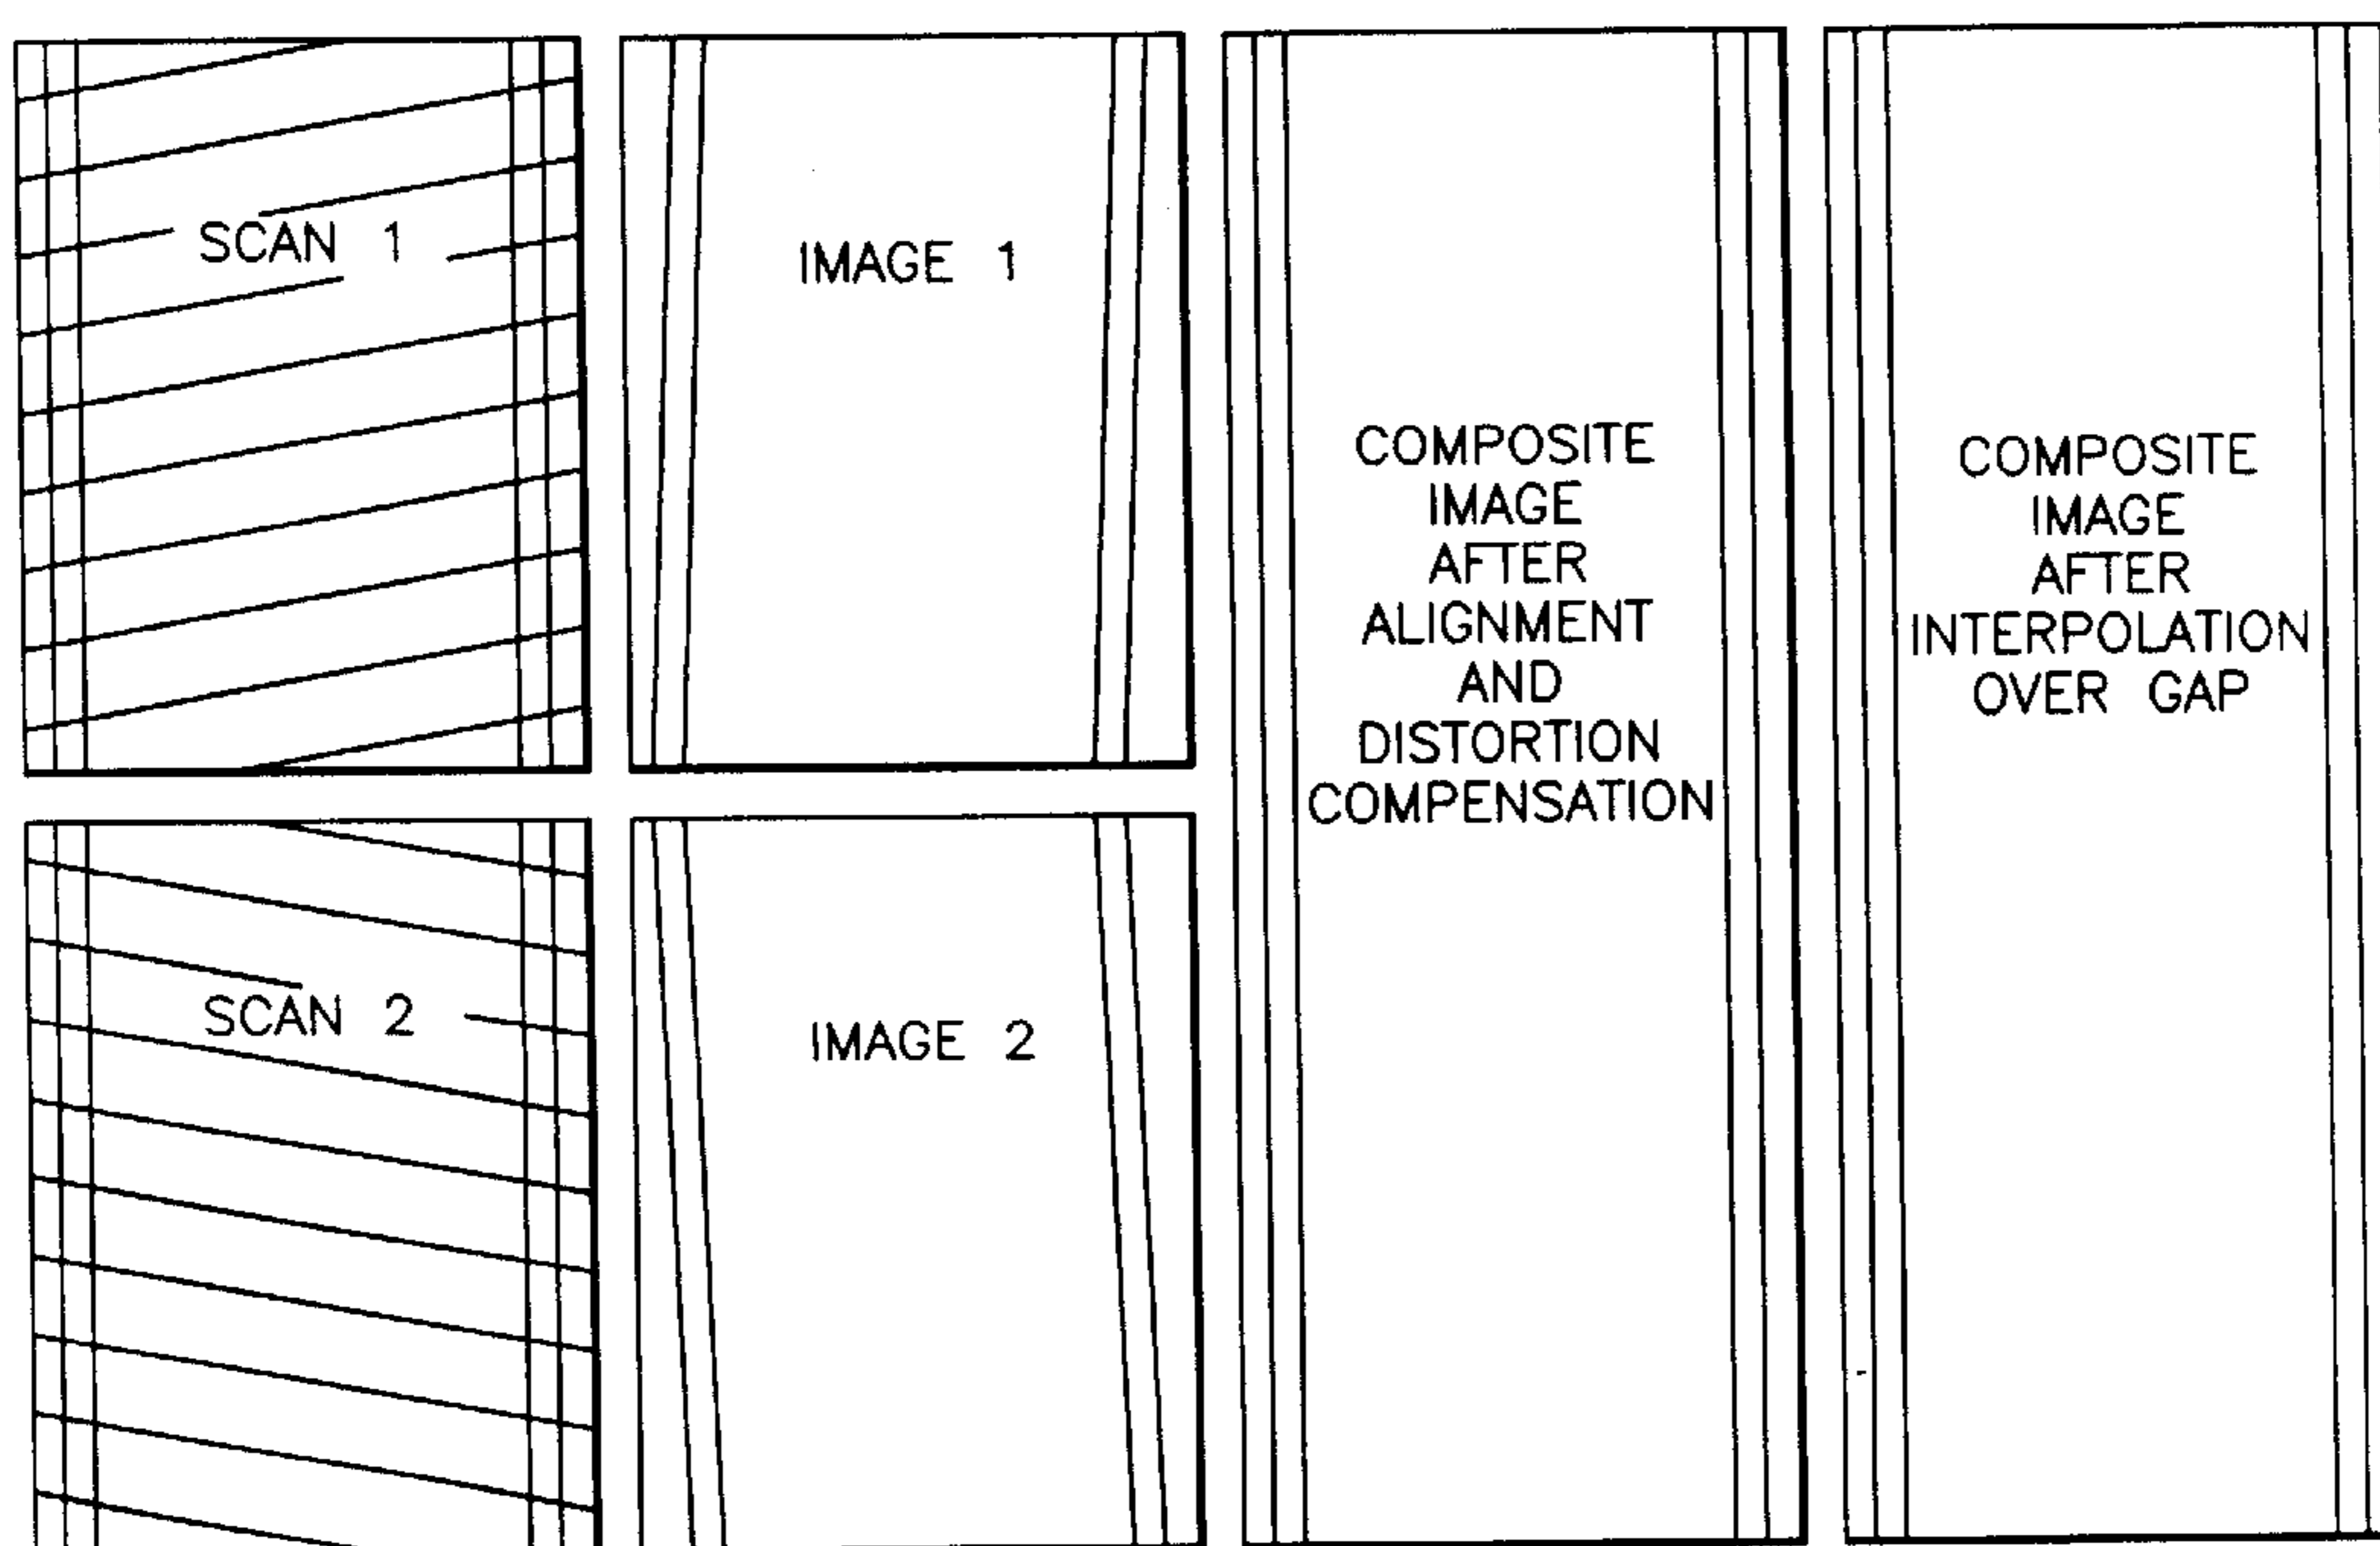 SCAN 1
IMAGE 1
SCAN 2
IMAGE 2
COMPOSITE
IMAGE
AFTER
ALIGNMENT
AND
DISTORTION
COMPENSATION
COMPOSITE
IMAGE
AFTER
INTERPOLATION
OVER GAP